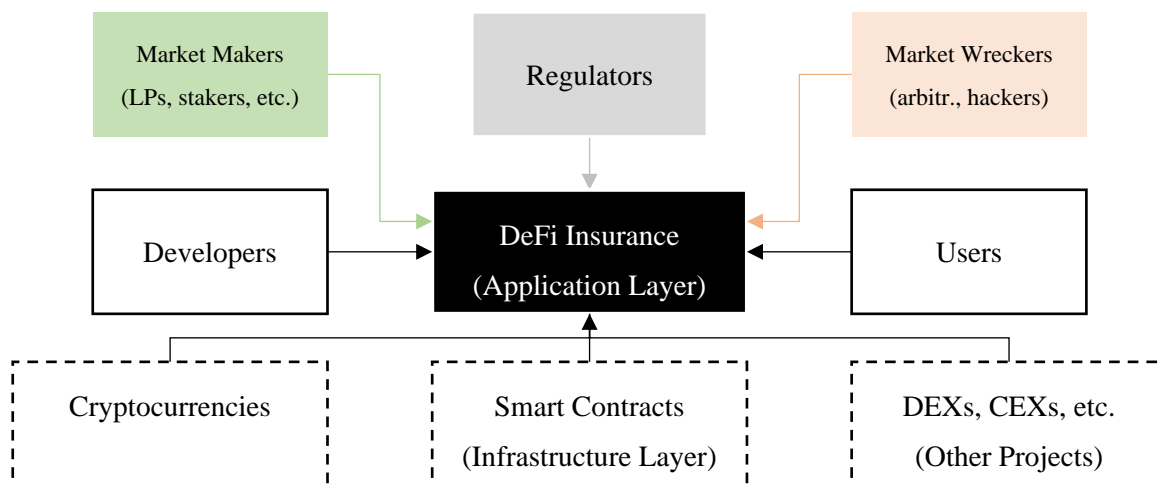 Market Makers
(LPs, stakers, etc.)
Regulators
Market Wreckers
(arbitr., hackers)
Developers
DeFi Insurance
(Application Layer)
Users
Cryptocurrencies
Smart Contracts
(Infrastructure Layer)
DEXs, CEXs, etc.
(Other Projects)